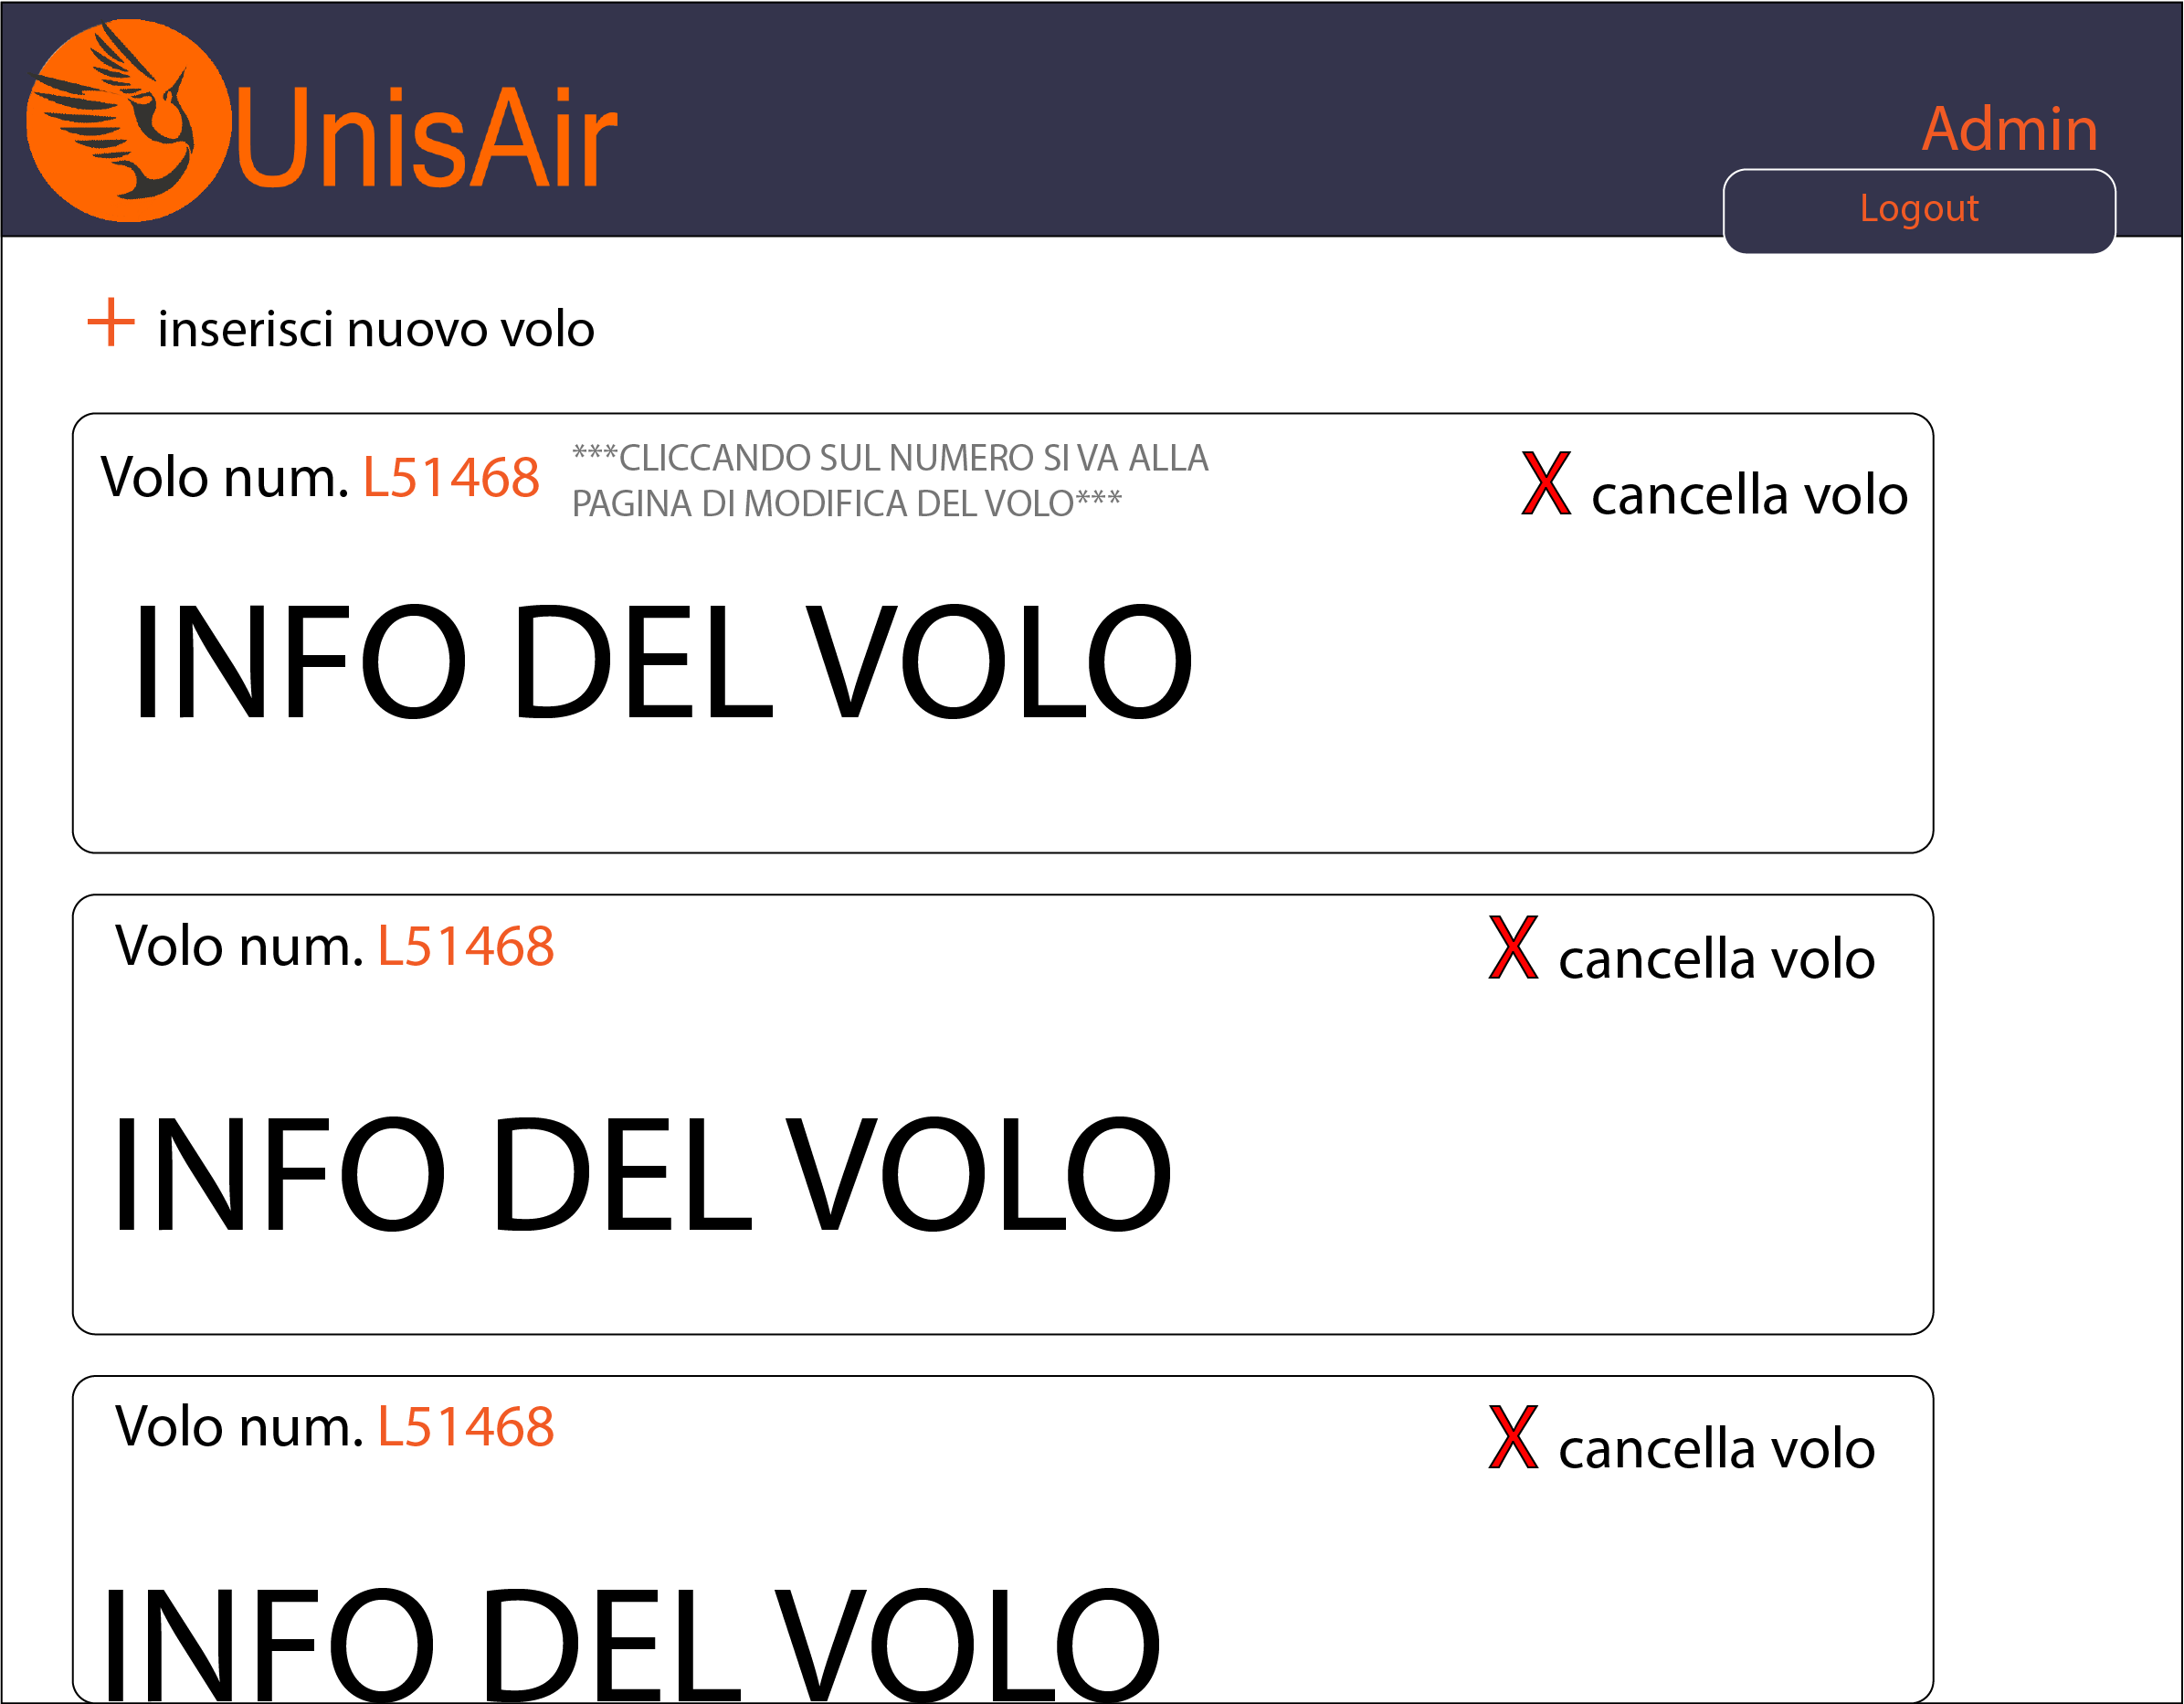 UnisAir
Admin
Logout
+ inserisci nuovo volo
Volo num. L51468
***CLICCANDO SUL NUMERO SI VA ALLA
PAGINA DI MODIFICA DEL VOLO***
X cancella volo
INFO DEL VOLO
Volo num. L51468
X cancella volo
INFO DEL VOLO
Volo num. L51468
X cancella volo
INFO DEL VOLO